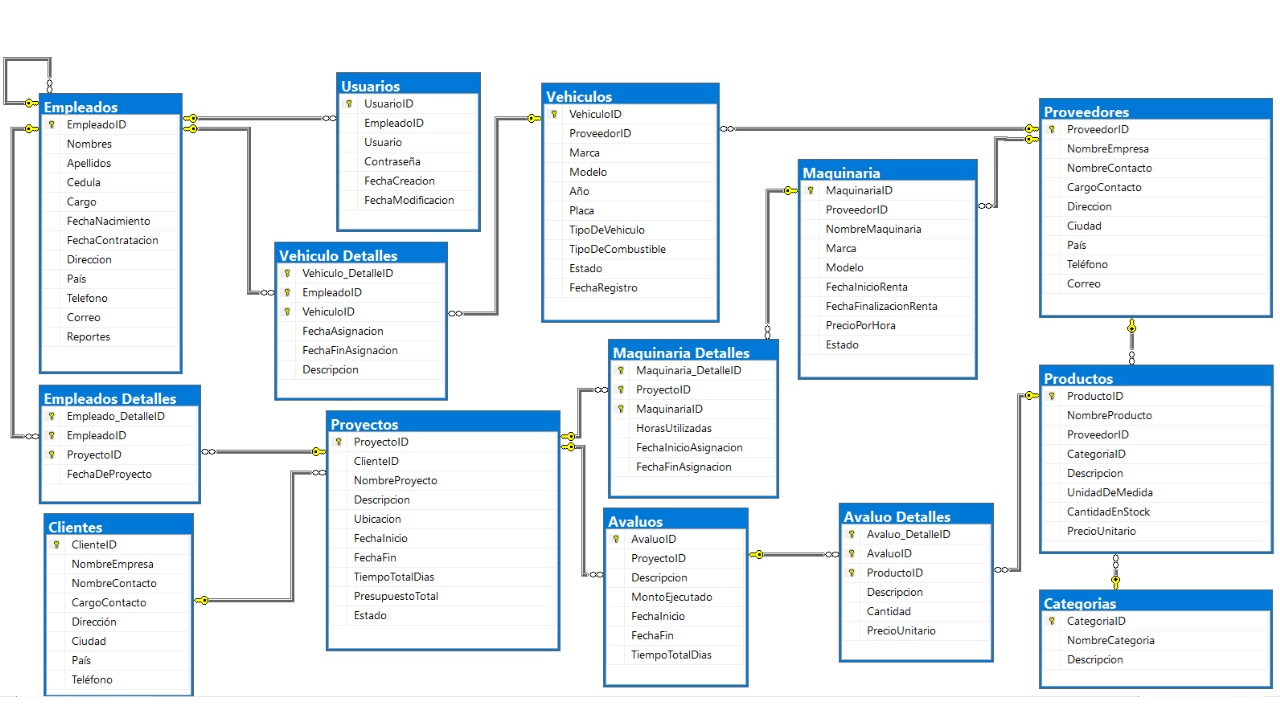 Empleados
EmpleadoID
Nombres
Apellidos
Cedula
Cargo
FechaNacimiento
FechaContratacion
Direccion
País
Telefono
Correo
Reportes
Usuarios
UsuarioID
EmpleadoID
Usuario
Contraseña
FechaCreacion
FechaModificacion
Vehiculo Detalles
Vehiculo_DetalleID
EmpleadoID
VehiculoID
FechaAsignacion
FechaFinAsignacion
Descripcion
Vehiculos
VehiculoID
ProveedorID
Marca
Modelo
Año
Placa
TipoDeVehiculo
TipoDeCombustible
Estado
FechaRegistro
Maquinaria
MaquinariaID
ProveedorID
NombreMaquinaria
Marca
Modelo
FechaInicioRenta
FechaFinalizacionRenta
PrecioPorHora
Estado
Proveedores
ProveedorID
NombreEmpresa
NombreContacto
CargoContacto
Direccion
Ciudad
País
Teléfono
Correo
Empleados Detalles
Empleado_DetalleID
EmpleadoID
ProyectoID
FechaDeProyecto
Clientes
ClienteID
NombreEmpresa
NombreContacto
CargoContacto
Dirección
Ciudad
País
Teléfono
Proyectos
ProyectoID
ClienteID
NombreProyecto
Descripcion
Ubicacion
FechaInicio
FechaFin
TiempoTotalDias
PresupuestoTotal
Estado
Maquinaria Detalles
Maquinaria_DetalleID
ProyectoID
MaquinariaID
HorasUtilizadas
FechaInicioAsignacion
FechaFinAsignacion
Avaluos
AvaluoID
ProyectoID
Descripcion
MontoEjecutado
FechaInicio
FechaFin
TiempoTotalDias
Avaluo Detalles
Avaluo_DetalleID
AvaluoID
ProductoID
Descripcion
Cantidad
PrecioUnitario
Productos
ProductoID
NombreProducto
ProveedorID
CategoriaID
Descripcion
UnidadDeMedida
CantidadEnStock
PrecioUnitario
Categorias
CategoriaID
NombreCategoria
Descripcion